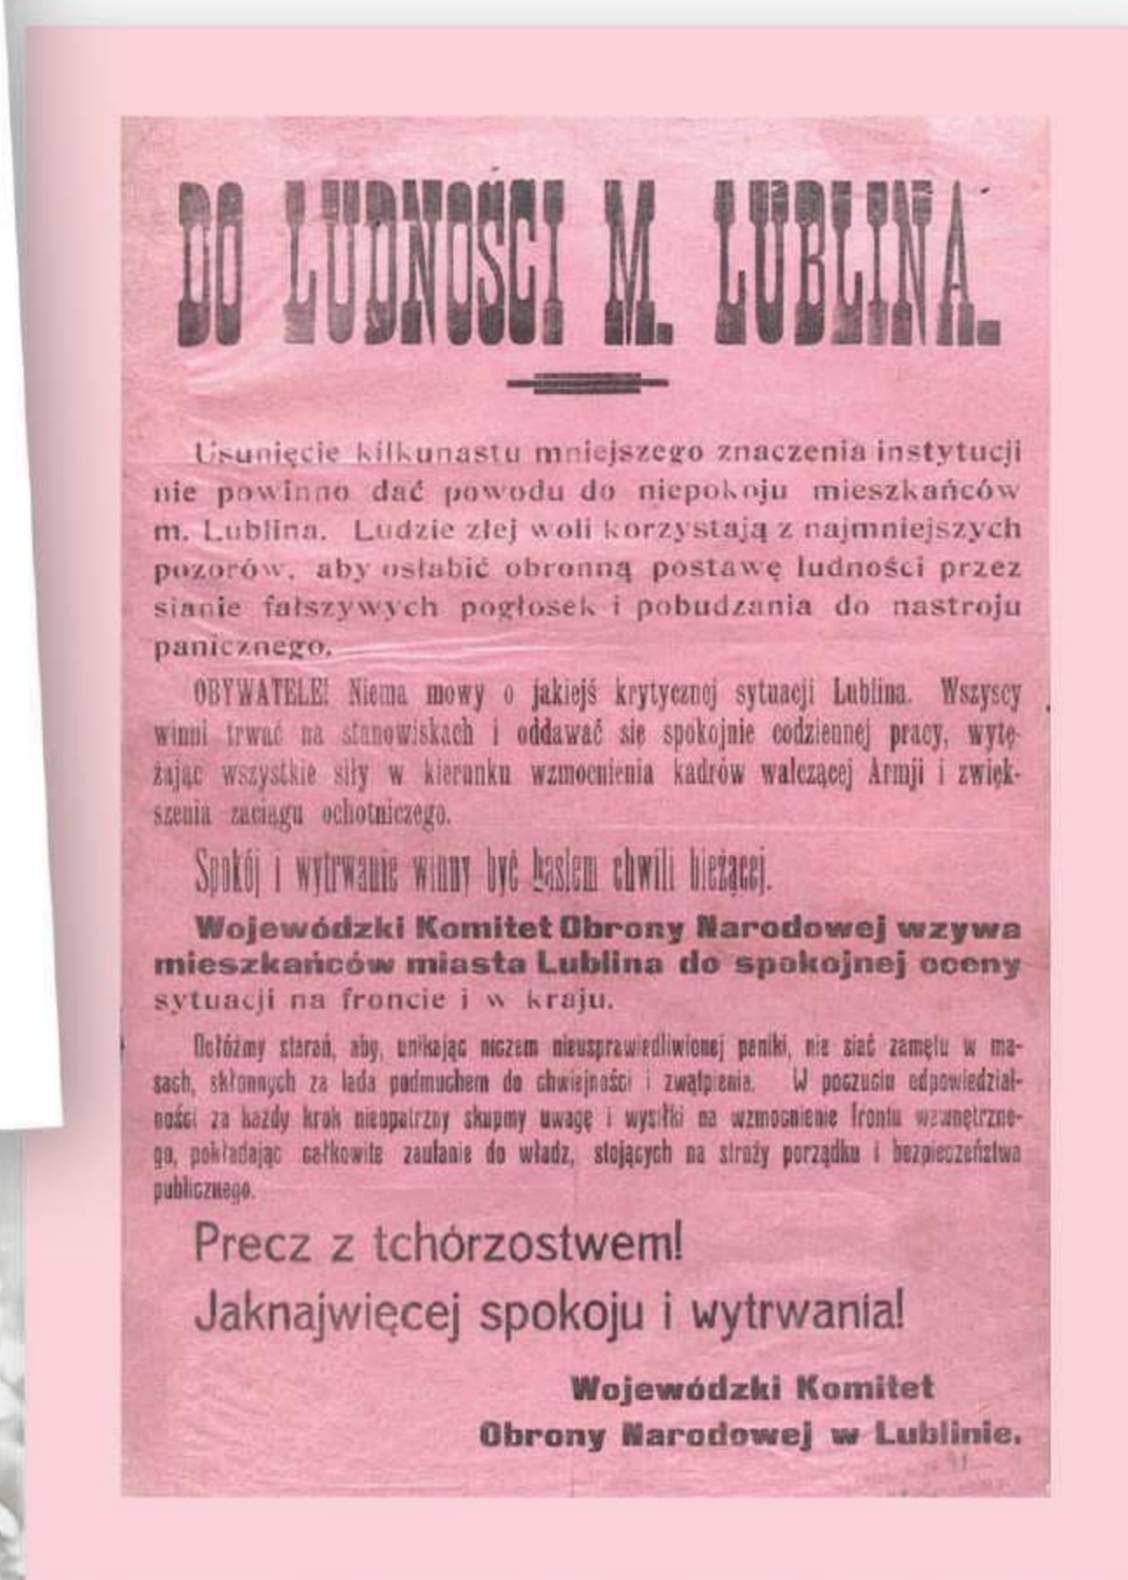 DO LUDNOŚCI M. LUBLINA.
Usunięcie kilkunastu mniejszego znaczenia instytucji
nie powinno dać powodu do niepokoju mieszkańców
m. Lublina. Ludzie złej woli korzystają z najmniejszych
pozorów, aby osłabić obronną postawę ludności przez
sianie fałszywych pogłosek i pobudzania do nastroju
panicznego.
OBYWATELE! Niema mowy o jakiejś krytycznej sytuacji Lublina. Wszyscy
winni trwać na stanowiskach i oddawać się spokojnie codziennej pracy, wytę-
żając wszystkie siły w kierunku wzmocnienia kadrów walczącej Armji i zwięk-
szenia zaciągu ochotniczego.
Spokój i wytrwanie winny być hasłem chwili bieżącej.
Wojewódzki Komitet Obrony Narodowej wzywa
mieszkańców miasta Lublina do spokojnej oceny
sytuacji na froncie i w kraju.
Dołóżmy starań, aby, unikając niczem nieusprawiedliwionej paniki, nie siać zamętu w ma-
sach, skłonnych za lada podmuchem do chwiejności i zwątpienia. W poczuciu odpowiedzial-
ności za każdy krok nieopatrzny skupmy uwagę i wysiłki na wzmocnienie frontu wewnętrzne-
go, pokładając całkowite zaufanie do władz, stojących na straży porządku i bezpieczeństwa
publicznego.
Precz z tchórzostwem!
Jaknajwięcej spokoju i wytrwania!
Wojewódzki Komitet
Obrony Narodowej w Lublinie.